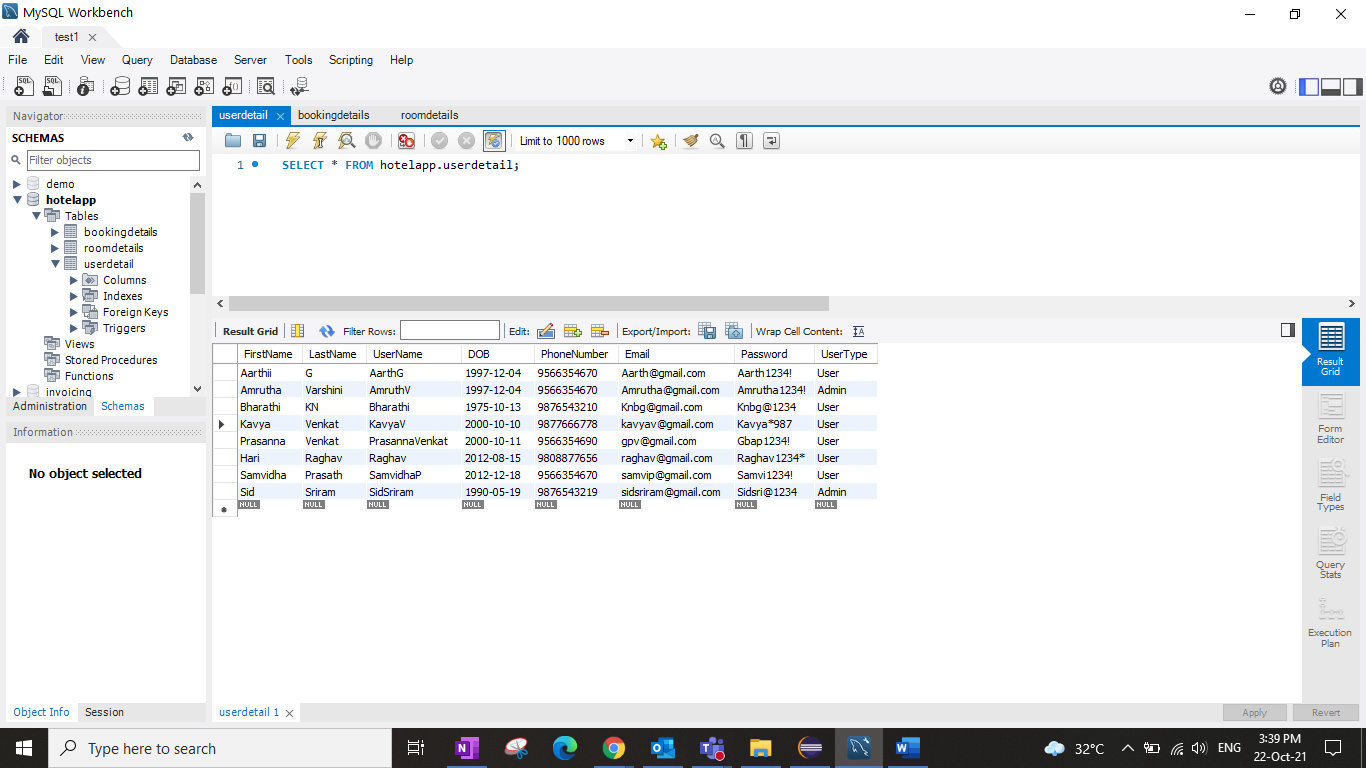 MySQL Workbench
test1
File Edit View Query Database Server Tools Scripting Help
Navigator
SCHEMAS
Filter objects
demo
hotelapp
Tables
bookingdetails
roomdetails
userdetail
Columns
Indexes
Foreign Keys
Triggers
Views
Stored Procedures
Functions
invoicing
Administration Schemas
Information
No object selected
Object Info Session
userdetail bookingdetails roomdetails
Limit to 1000 rows
1 SELECT * FROM hotelapp.userdetail;
Result Grid Filter Rows: Edit: Export/Import: Wrap Cell Content: IA
FirstName LastName UserName DOB PhoneNumber Email Password UserType
Aarthii G AarthG 1997-12-04 9566354670 Aarth@gmail.com Aarth1234! User
Amrutha Varshini AmruthV 1997-12-04 9566354670 Amrutha@gmail.com Amrutha1234! Admin
Bharathi KN Bharathi 1975-10-13 9876543210 Knbg@gmail.com Knbg@1234 User
Kavya Venkat KavyaV 2000-10-10 9877666778 kavyav@gmail.com Kavya*987 User
Prasanna Venkat PrasannaVenkat 2000-10-11 9566354690 gpv@gmail.com Gbap1234! User
Hari Raghav Raghav 2012-08-15 9808877656 raghav@gmail.com Raghav1234* User
Samvidha Prasath SamvidhaP 2012-12-18 9566354670 samvip@gmail.com Samvi1234! User
Sid Sriram SidSriram 1990-05-19 9876543219 sidsriram@gmail.com Sidsri@1234 Admin
NULL NULL NULL NULL NULL NULL NULL NULL
Result
Grid
Form
Editor
Field
Types
Query
Stats
Execution
Plan
userdetail 1
Apply Revert
Type here to search
32°C ENG
3:39 PM
22-Oct-21